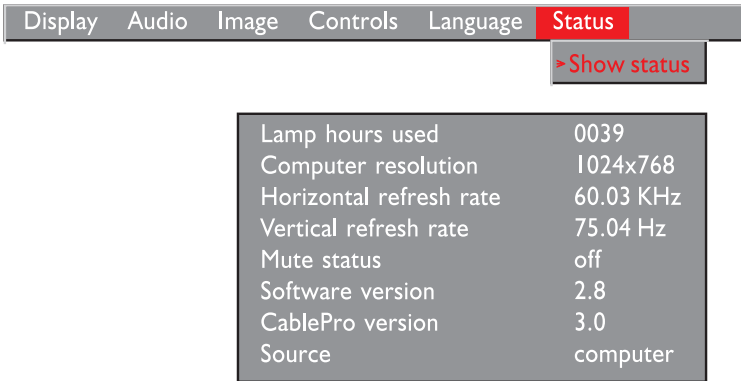 Display Audio Image Controls Language Status
>Show status
Lamp hours used 0039
Computer resolution 1024x768
Horizontal refresh rate 60.03 KHz
Vertical refresh rate 75.04 Hz
Mute status off
Software version 2.8
CablePro version 3.0
Source computer